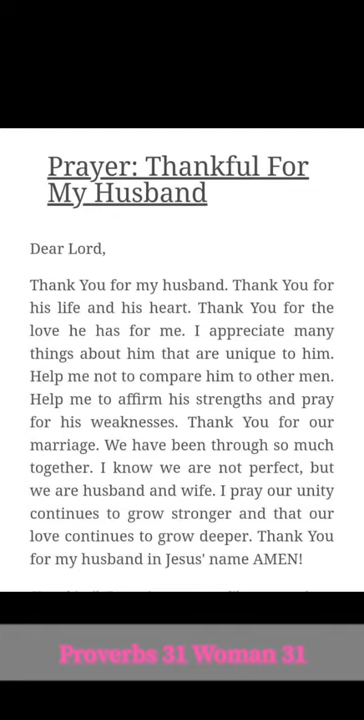 Prayer: Thankful For
My Husband
Dear Lord,
Thank You for my husband. Thank You for
his life and his heart. Thank You for the
love he has for me. I appreciate many
things about him that are unique to him.
Help me not to compare him to other men.
Help me to affirm his strengths and pray
for his weaknesses. Thank You for our
marriage. We have been through so much
together. I know we are not perfect, but
we are husband and wife. I pray our unity
continues to grow stronger and that our
love continues to grow deeper. Thank You
for my husband in Jesus' name AMEN!
Proverbs 31 Woman 31